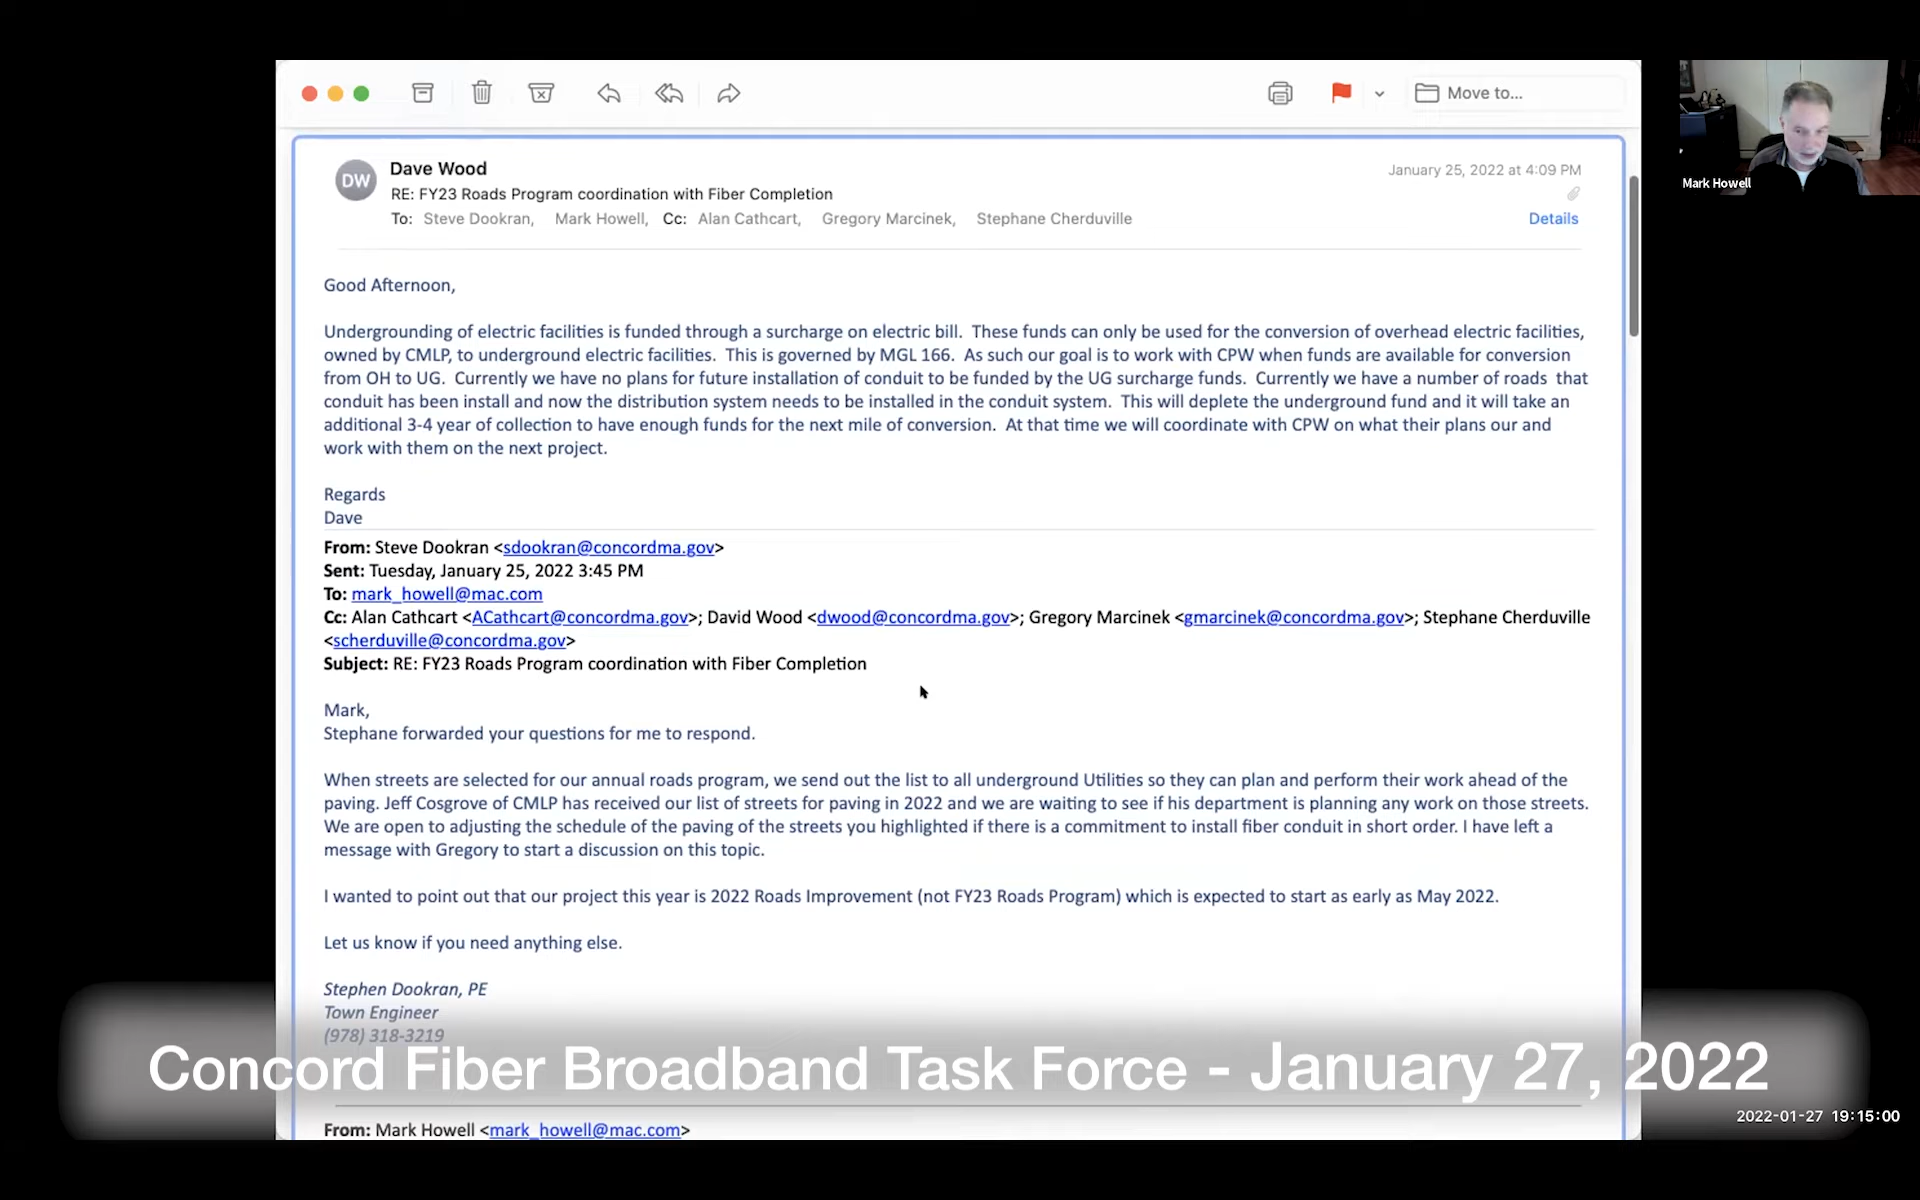 Move to...
DW
Dave Wood
January 25, 2022 at 4:09 PM
RE: FY23 Roads Program coordination with Fiber Completion
To: Steve Dookran, Mark Howell, Cc: Alan Cathcart, Gregory Marcinek, Stephane Cherduville
Details
Mark Howell
Good Afternoon,
Undergrounding of electric facilities is funded through a surcharge on electric bill. These funds can only be used for the conversion of overhead electric facilities,
owned by CMLP, to underground electric facilities. This is governed by MGL 166. As such our goal is to work with CPW when funds are available for conversion
from OH to UG. Currently we have no plans for future installation of conduit to be funded by the UG surcharge funds. Currently we have a number of roads that
conduit has been install and now the distribution system needs to be installed in the conduit system. This will deplete the underground fund and it will take an
additional 3-4 year of collection to have enough funds for the next mile of conversion. At that time we will coordinate with CPW on what their plans our and
work with them on the next project.
Regards
Dave
From: Steve Dookran <sdookran@concordma.gov>
Sent: Tuesday, January 25, 2022 3:45 PM
To: mark_howell@mac.com
Cc: Alan Cathcart <ACathcart@concordma.gov>; David Wood <dwood@concordma.gov>; Gregory Marcinek <gmarcinek@concordma.gov>; Stephane Cherduville
<scherduville@concordma.gov>
Subject: RE: FY23 Roads Program coordination with Fiber Completion
Mark,
Stephane forwarded your questions for me to respond.
When streets are selected for our annual roads program, we send out the list to all underground Utilities so they can plan and perform their work ahead of the
paving. Jeff Cosgrove of CMLP has received our list of streets for paving in 2022 and we are waiting to see if his department is planning any work on those streets.
We are open to adjusting the schedule of the paving of the streets you highlighted if there is a commitment to install fiber conduit in short order. I have left a
message with Gregory to start a discussion on this topic.
I wanted to point out that our project this year is 2022 Roads Improvement (not FY23 Roads Program) which is expected to start as early as May 2022.
Let us know if you need anything else.
Stephen Dookran, PE
Town Engineer
(978) 318-3219
Concord Fiber Broadband Task Force - January 27, 2022
2022-01-27 19:15:00
From: Mark Howell <mark_howell@mac.com>